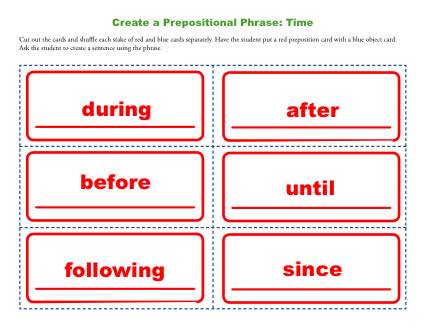 Create a Prepositional Phrase: Time
Cut out the cards and shuffle each stake of red and blue cards separately. Have the student put a red preposition card with a blue object card.
Ask the student to create a sentence using the phrase.
during
after
before
until
following
since